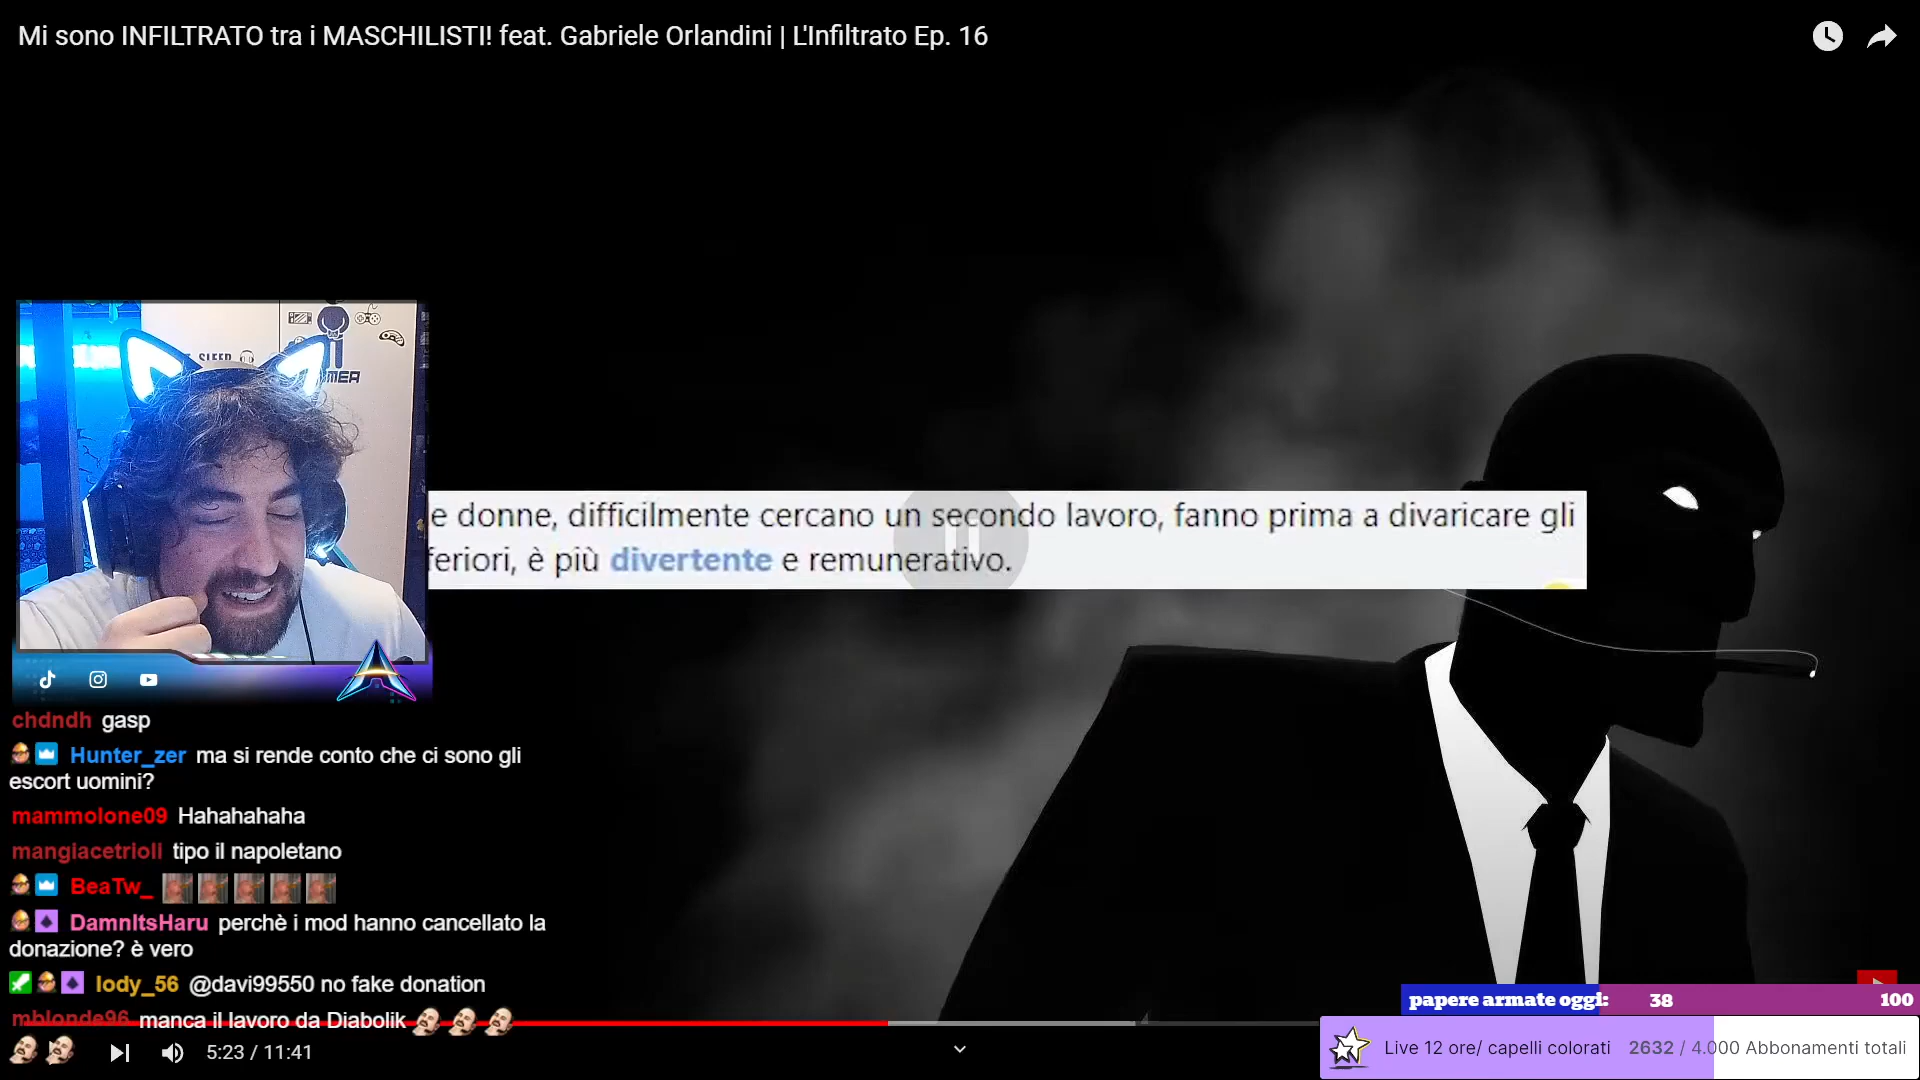 Mi sono INFILTRATO tra i MASCHILISTI! feat. Gabriele Orlandini | L'Infiltrato Ep. 16
SLEEP
e donne, difficilmente cercano un secondo lavoro, fanno prima a divaricare gli
feriori, è più divertente e remunerativo.
chdndh gasp
Hunter_zer ma si rende conto che ci sono gli
escort uomini?
mammolone09 Hahahahaha
mangiacetrioli tipo il napoletano
BeaTw_
DamnItsHaru perchè i mod hanno cancellato la
donazione? è vero
lody_56 @davi99550 no fake donation
mblonde96 manca il lavoro da Diabolik
5:23 / 11:41
papere armate oggi: 38 100
Live 12 ore/ capelli colorati 2632 / 4.000 Abbonamenti totali